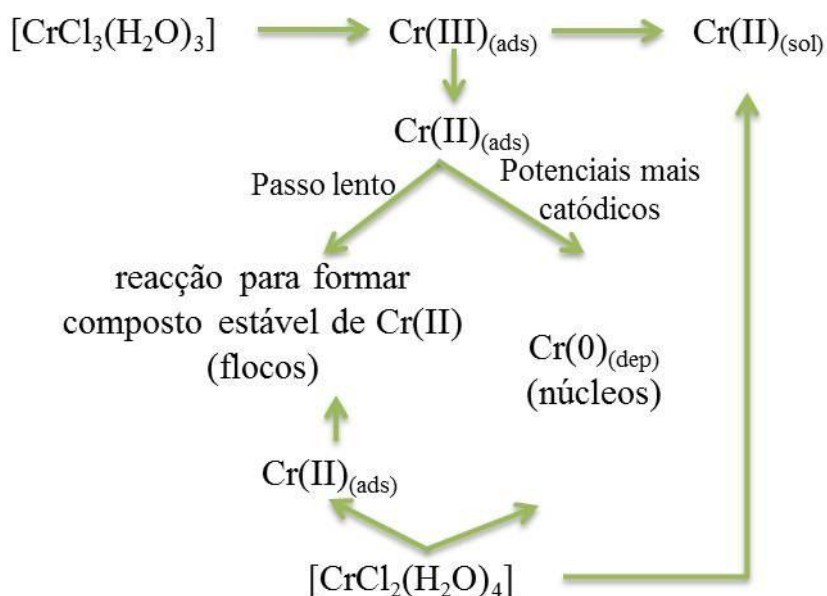 [CrCl₃(H₂O)₃] Cr(III)₍ads₎ Cr(II)₍sol₎
Cr(II)₍ads₎
Passo lento
Potenciais mais
catódicos
reacção para formar
composto estável de Cr(II)
(flocos)
Cr(0)₍dep₎
(núcleos)
Cr(II)₍ads₎
[CrCl₂(H₂O)₄]